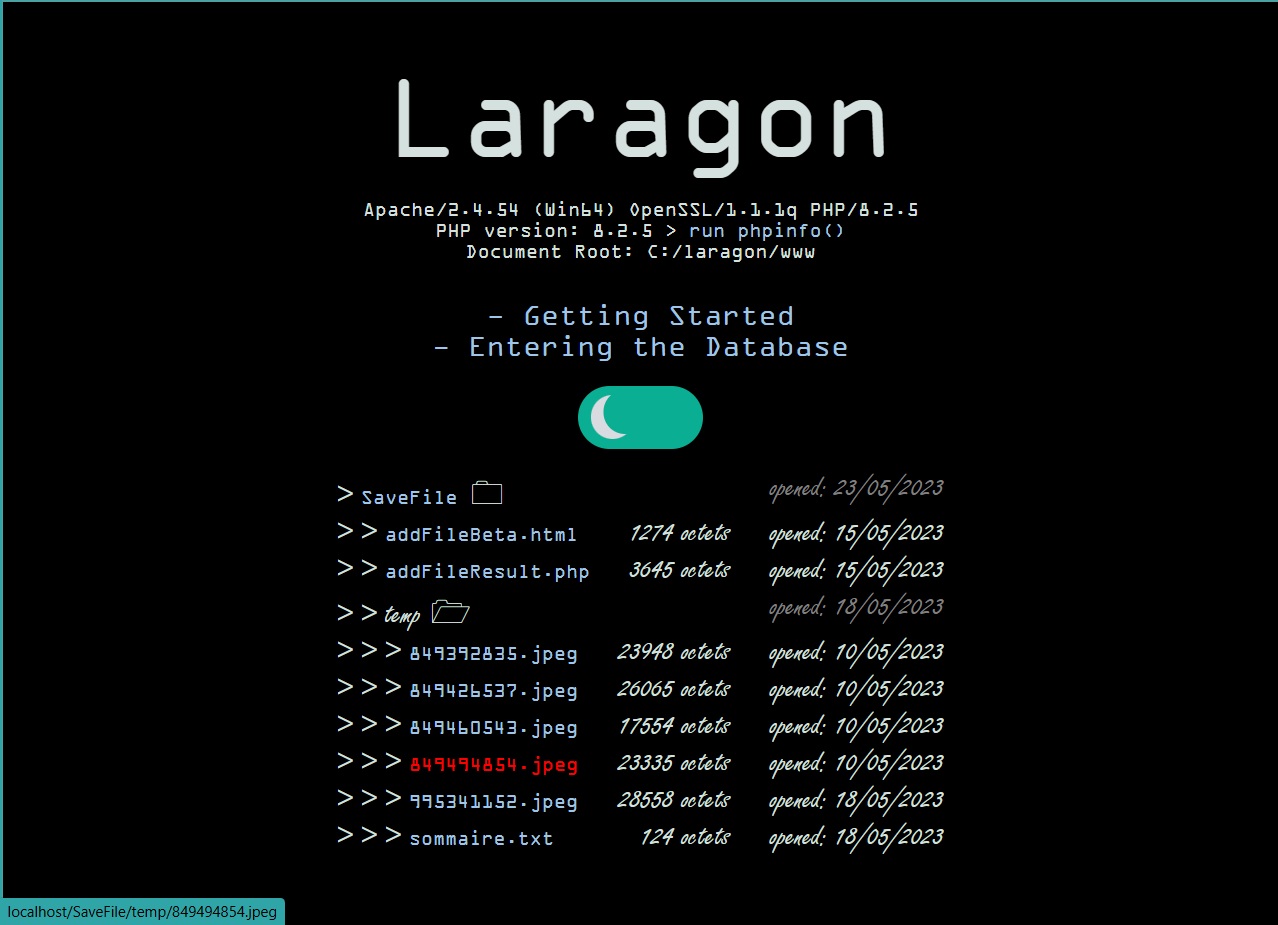 Laragon
Apache/2.4.54 (Win64) OpenSSL/1.1.1q PHP/8.2.5
PHP version: 8.2.5 > run phpinfo()
Document Root: C:/laragon/www
- Getting Started
- Entering the Database
> SaveFile opened: 23/05/2023
> > addFileBeta.html 1274 octets opened: 15/05/2023
> > addFileResult.php 3645 octets opened: 15/05/2023
> > temp opened: 18/05/2023
> > > 849392835.jpeg 23948 octets opened: 10/05/2023
> > > 849426537.jpeg 26065 octets opened: 10/05/2023
> > > 849460543.jpeg 17554 octets opened: 10/05/2023
> > > 849494854.jpeg 23335 octets opened: 10/05/2023
> > > 995341152.jpeg 28558 octets opened: 18/05/2023
> > > sommaire.txt 124 octets opened: 18/05/2023
localhost/SaveFile/temp/849494854.jpeg